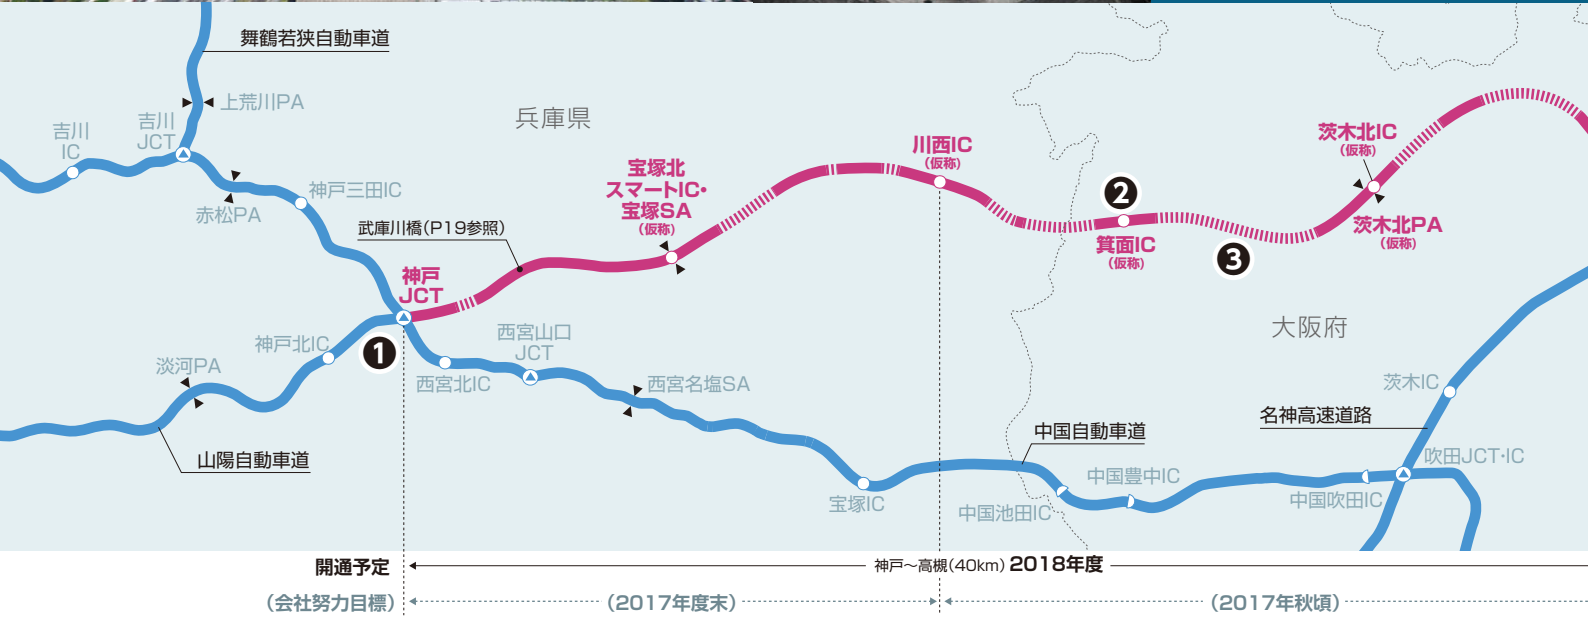 舞鶴若狭自動車道
上荒川PA
吉川
IC
吉川
JCT
兵庫県
神戸三田IC
赤松PA
武庫川橋(P19参照)
神戸
JCT
宝塚北
スマートIC・
宝塚SA
(仮称)
川西IC
(仮称)
2
箕面IC
(仮称)
3
茨木北IC
(仮称)
茨木北PA
(仮称)
大阪府
神戸北IC
1
淡河PA
山陽自動車道
西宮北IC
西宮山口
JCT
西宮名塩SA
宝塚IC
中国自動車道
中国池田IC
中国豊中IC
中国吹田IC
吹田JCT・IC
茨木IC
名神高速道路
開通予定
神戸〜高槻(40km) 2018年度
(会社努力目標)
(2017年度末)
(2017年秋頃)